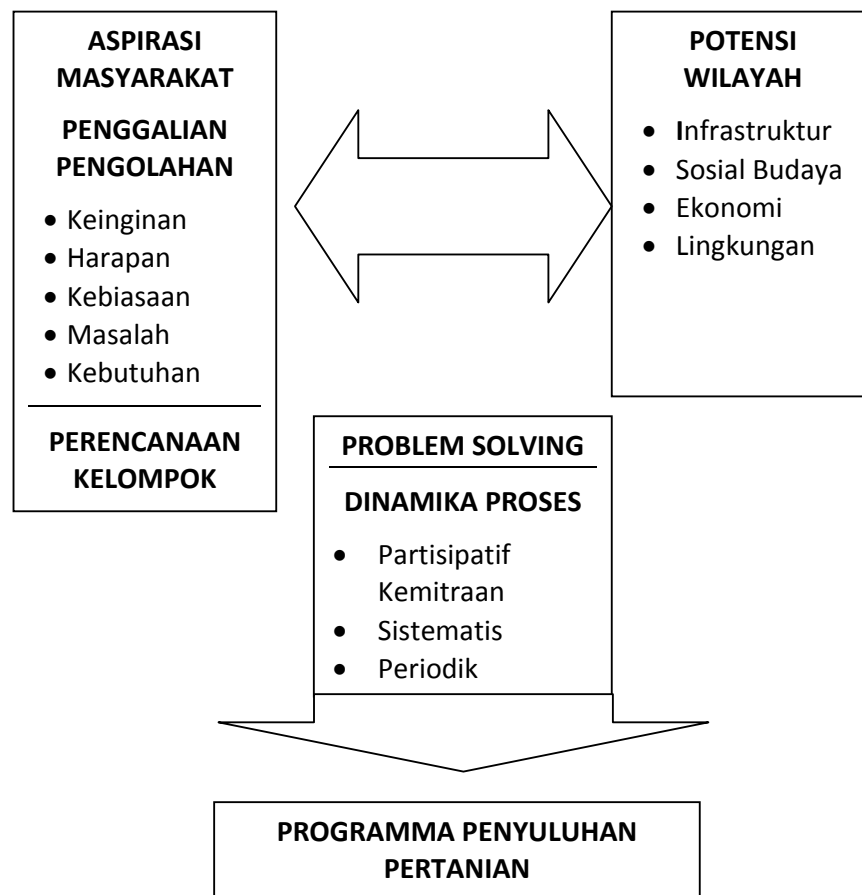 ASPIRASI
MASYARAKAT
PENGGALIAN
PENGOLAHAN
• Keinginan
• Harapan
• Kebiasaan
• Masalah
• Kebutuhan
PERENCANAAN
KELOMPOK
POTENSI
WILAYAH
• Infrastruktur
• Sosial Budaya
• Ekonomi
• Lingkungan
PROBLEM SOLVING
DINAMIKA PROSES
• Partisipatif
Kemitraan
• Sistematis
• Periodik
PROGRAMMA PENYULUHAN
PERTANIAN